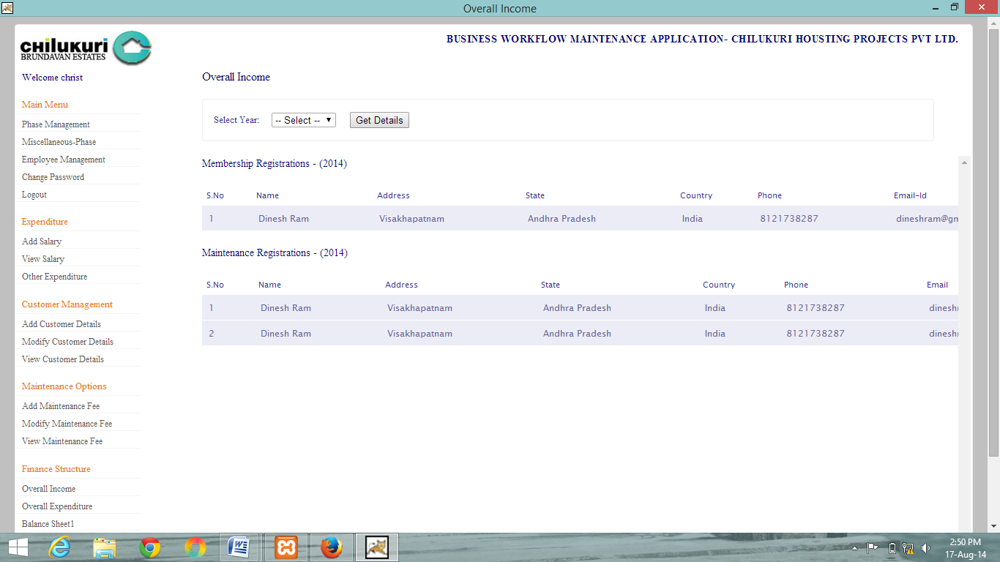 Overall Income
chilukuri
BRUNDAVAN ESTATES
BUSINESS WORKFLOW MAINTENANCE APPLICATION- CHILUKURI HOUSTING PROJECTS PVT LTD.
Welcome christ
Main Menu
Phase Management
Miscellaneous-Phase
Employee Management
Change Password
Logout
Expenditure
Add Salary
View Salary
Other Expenditure
Customer Management
Add Customer Details
Modify Customer Details
View Customer Details
Maintenance Options
Add Maintenance Fee
Modify Maintenance Fee
View Maintenance Fee
Finance Structure
Overall Income
Overall Expenditure
Balance Sheet1
Overall Income
Select Year: -- Select -- Get Details
Membership Registrations - (2014)
S.No Name Address State Country Phone Email-Id
1 Dinesh Ram Visakhapatnam Andhra Pradesh India 8121738287 dineshram@gm
Maintenance Registrations - (2014)
S.No Name Address State Country Phone Email
1 Dinesh Ram Visakhapatnam Andhra Pradesh India 8121738287 dinesh
2 Dinesh Ram Visakhapatnam Andhra Pradesh India 8121738287 dinesh
2:50 PM
17-Aug-14